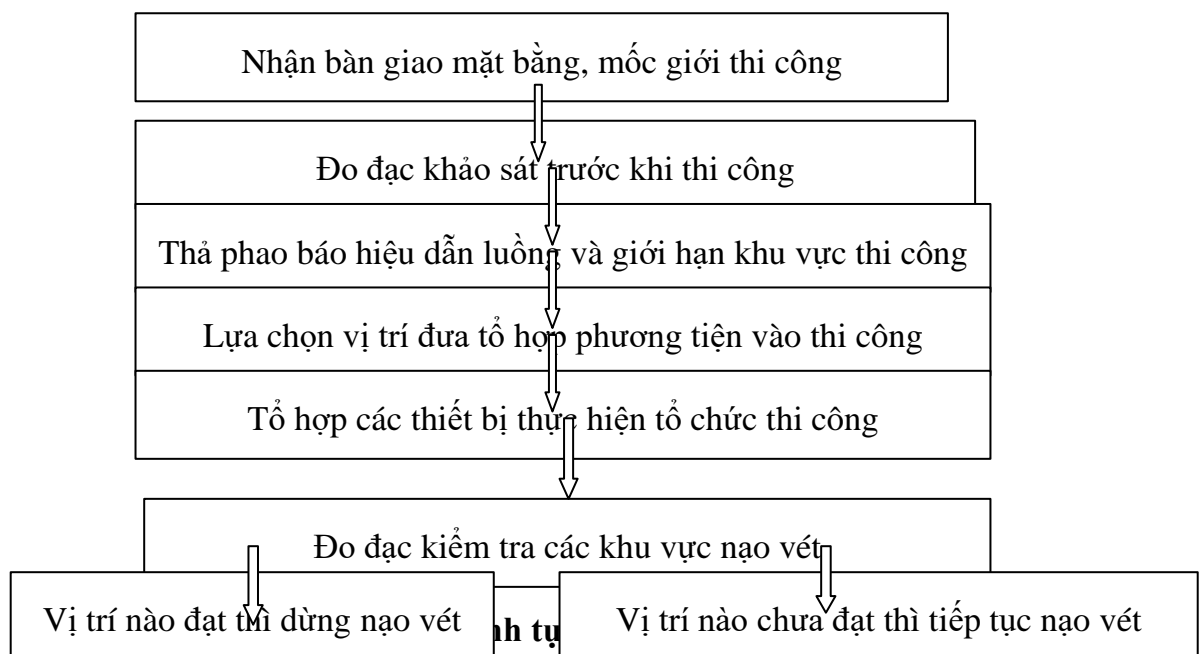 Nhận bàn giao mặt bằng, mốc giới thi công
Đo đạc khảo sát trước khi thi công
Thả phao báo hiệu dẫn luồng và giới hạn khu vực thi công
Lựa chọn vị trí đưa tổ hợp phương tiện vào thi công
Tổ hợp các thiết bị thực hiện tổ chức thi công
Đo đạc kiểm tra các khu vực nạo vét
Vị trí nào đạt thì dừng nạo vét
Vị trí nào chưa đạt thì tiếp tục nạo vét